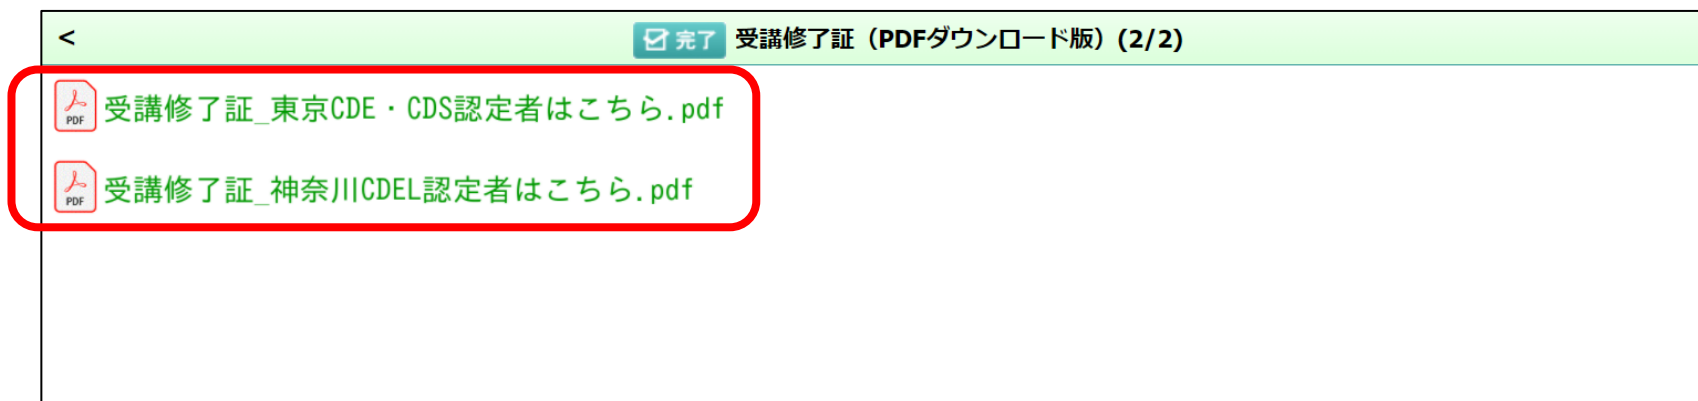 < 完了 受講修了証（PDFダウンロード版）(2/2)
PDF 受講修了証_東京CDE・CDS認定者はこちら.pdf
PDF 受講修了証_神奈川CDEL認定者はこちら.pdf